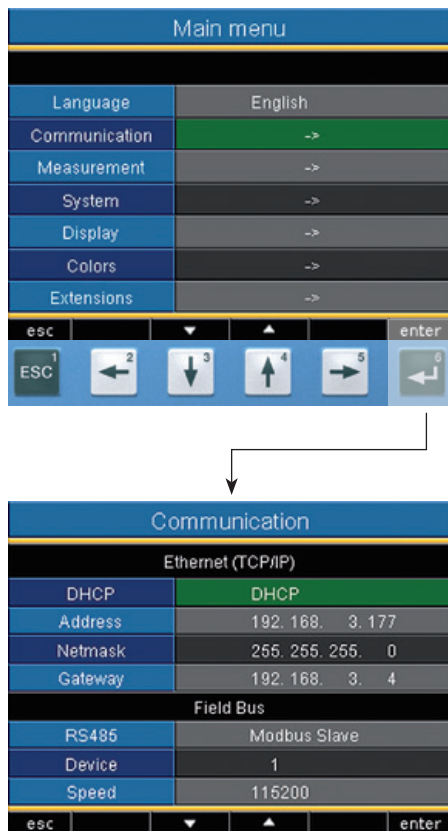 Main menu
Language English
Communication ->
Measurement ->
System ->
Display ->
Colors ->
Extensions ->
esc ▼ ▲ enter
ESC 1 ← 2 ↓ 3 ↑ 4 → 5 ↵ 6
Communication
Ethernet (TCP/IP)
DHCP DHCP
Address 192. 168. 3. 177
Netmask 255. 255. 255. 0
Gateway 192. 168. 3. 4
Field Bus
RS485 Modbus Slave
Device 1
Speed 115200
esc ▼ ▲ enter